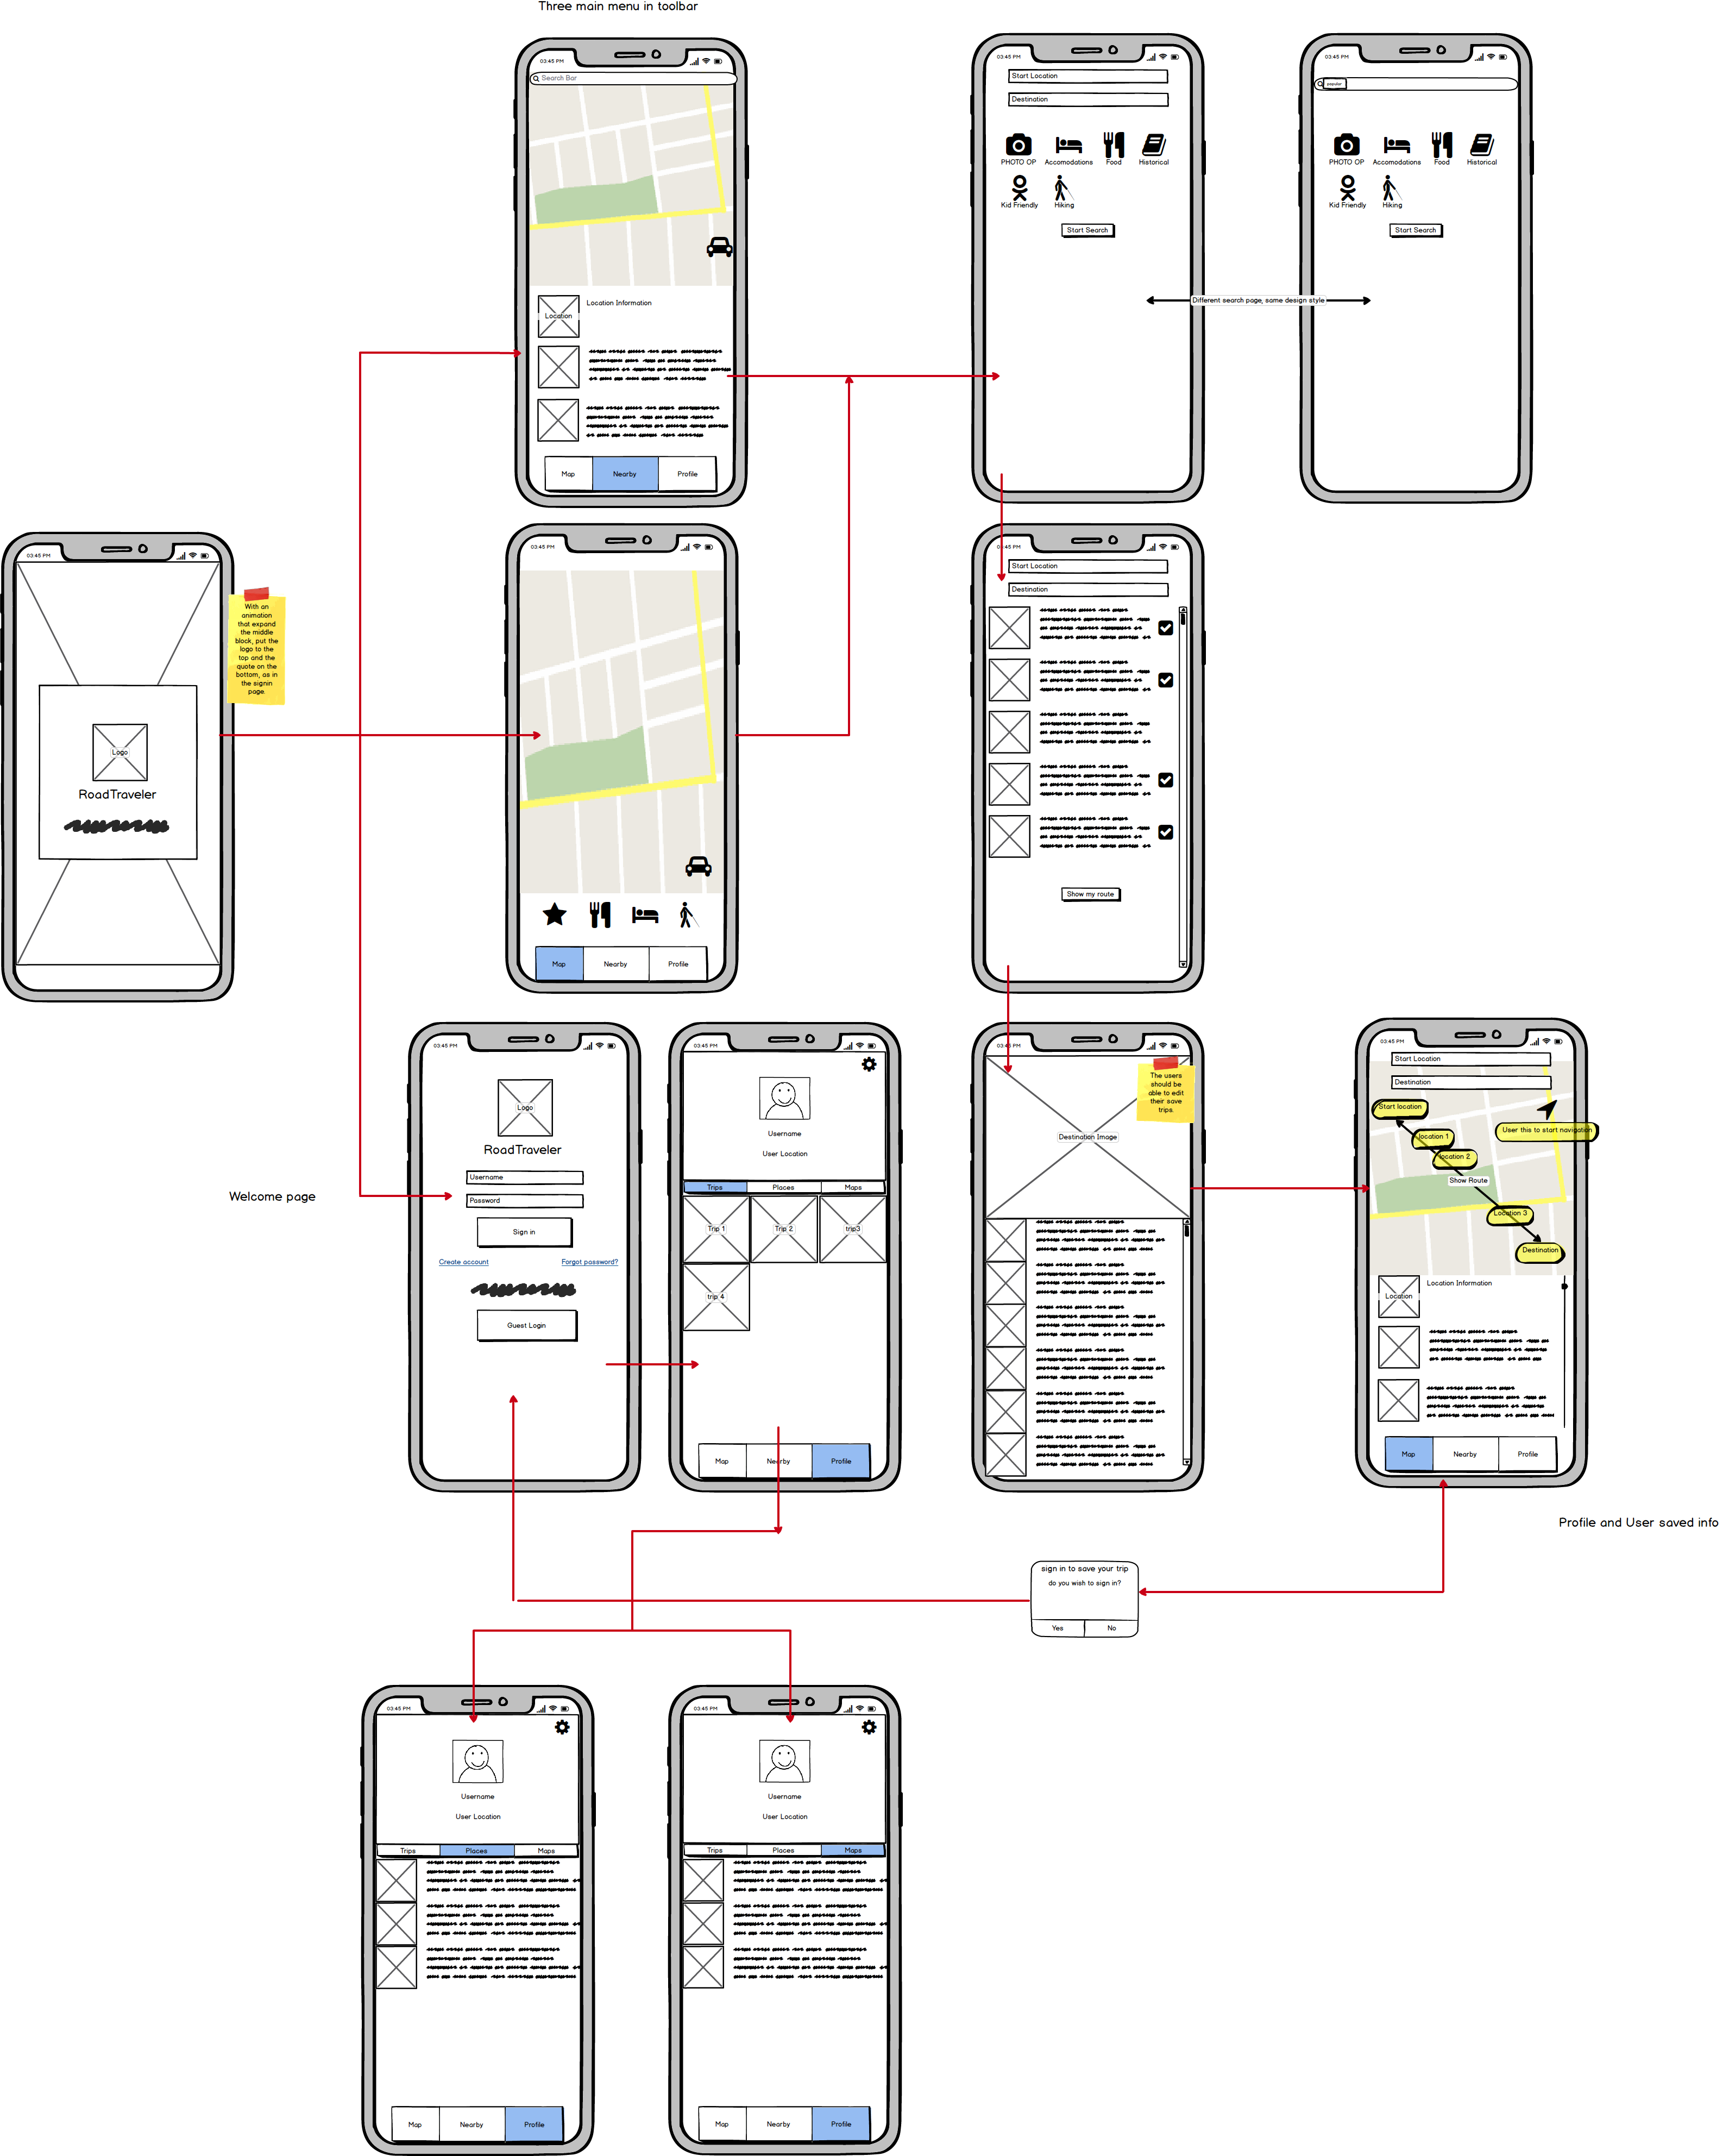 Three main menu in toolbar
03:45 PM
Search Bar
Location
Location Information
Map
Nearby
Profile
03:45 PM
Start Location
Destination
PHOTO OP
Accomodations
Food
Historical
Kid Friendly
Hiking
Start Search
03:45 PM
popular
PHOTO OP
Accomodations
Food
Historical
Kid Friendly
Hiking
Start Search
Different search page, same design style
03:45 PM
Logo
RoadTraveler
With an
animation
that expand
the middle
block, put the
logo to the
top and the
quote on the
bottom, as in
the signin
page.
03:45 PM
Map
Nearby
Profile
03:45 PM
Start Location
Destination
Show my route
Welcome page
03:45 PM
Logo
RoadTraveler
Username
Password
Sign in
Create account
Forgot password?
Guest Login
03:45 PM
Username
User Location
Trips
Places
Maps
Trip 1
Trip 2
trip3
trip 4
Map
Nearby
Profile
03:45 PM
The users
should be
able to edit
their save
trips.
Destination Image
03:45 PM
Start Location
Destination
Start location
User this to start navigation
location 1
location 2
Show Route
Location 3
Destination
Location
Location Information
Map
Nearby
Profile
Profile and User saved info
sign in to save your trip
do you wish to sign in?
Yes
No
03:45 PM
Username
User Location
Trips
Places
Maps
Map
Nearby
Profile
03:45 PM
Username
User Location
Trips
Places
Maps
Map
Nearby
Profile